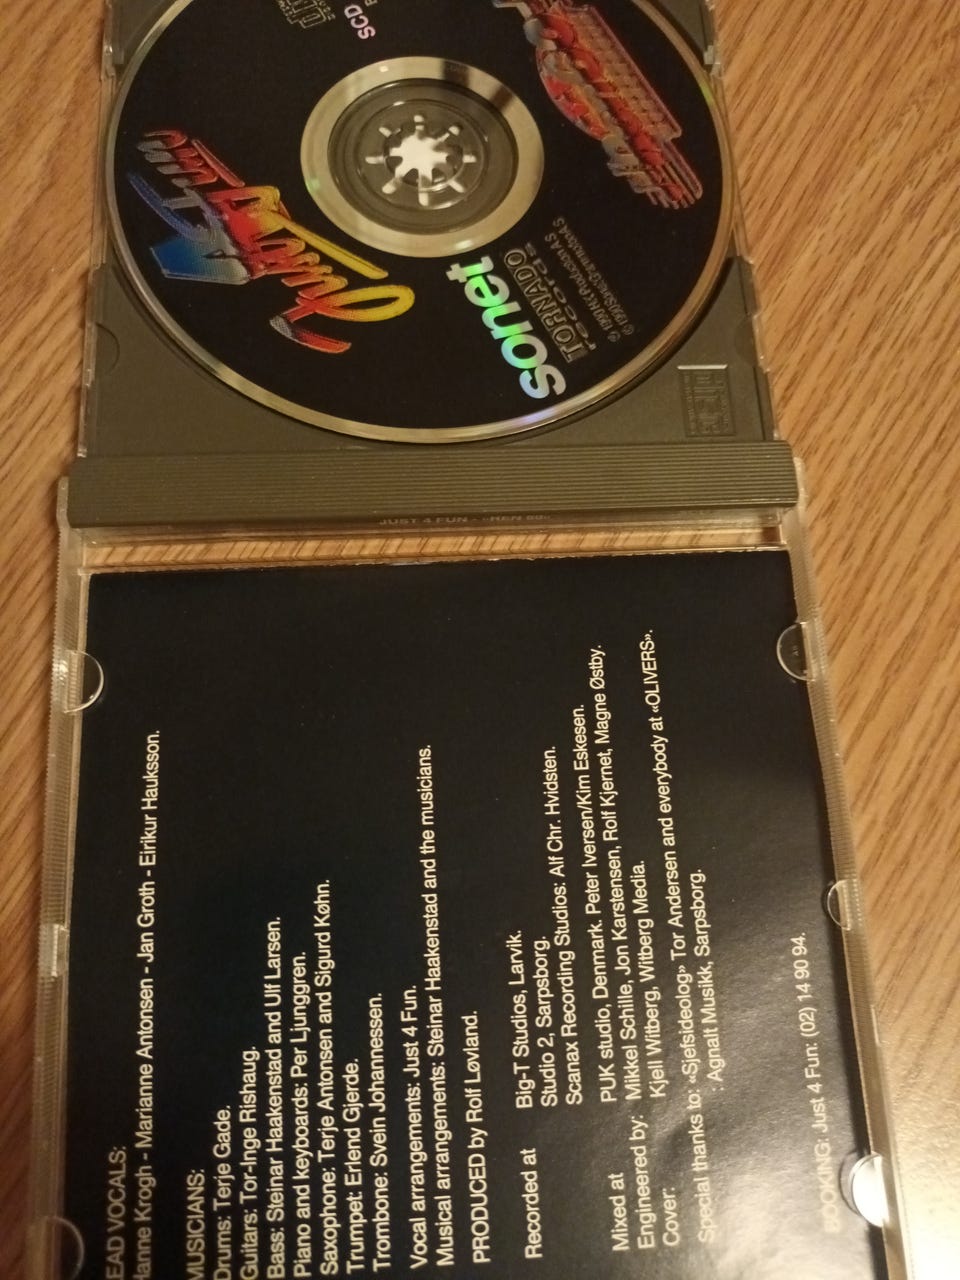 SCD
Just 4 Fun
sonet
TORNADO
records
JUST 4 FUN - «REN 60»
LEAD VOCALS:
Hanne Krogh - Marianne Antonsen - Jan Groth - Eirikur Hauksson.
MUSICIANS:
Drums: Terje Gade.
Guitars: Tor-Inge Rishaug.
Bass: Steinar Haakenstad and Ulf Larsen.
Piano and keyboards: Per Ljunggren.
Saxophone: Terje Antonsen and Sigurd Køhn.
Trumpet: Erlend Gjerde.
Trombone: Svein Johannessen.
Vocal arrangements: Just 4 Fun.
Musical arrangements: Steinar Haakenstad and the musicians.
PRODUCED by Rolf Løvland.
Recorded at Big-T Studios, Larvik.
Studio 2, Sarpsborg.
Scanax Recording Studios: Alf Chr. Hvidsten.
Mixed at PUK studio, Denmark. Peter Iversen/Kim Eskesen.
Engineered by: Mikkel Schille, Jon Karstensen, Rolf Kjernet, Magne Østby.
Cover: Kjell Witberg, Witberg Media.
Special thanks to: «Sjefsideolog» Tor Andersen and everybody at «OLIVERS».
Agnalt Musikk, Sarpsborg.
BOOKING: Just 4 Fun: (02) 14 90 94.